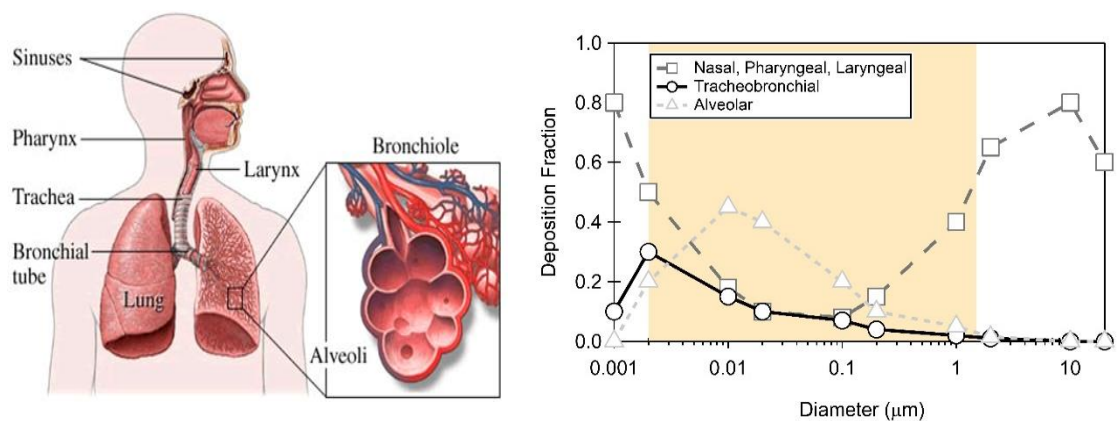 Sinuses
Pharynx
Larynx
Trachea
Bronchial
tube
Lung
Bronchiole
Alveoli
Deposition Fraction
1.0
0.8
0.6
0.4
0.2
0.0
Nasal, Pharyngeal, Laryngeal
Tracheobronchial
Alveolar
0.001
0.01
0.1
1
10
Diameter (μm)